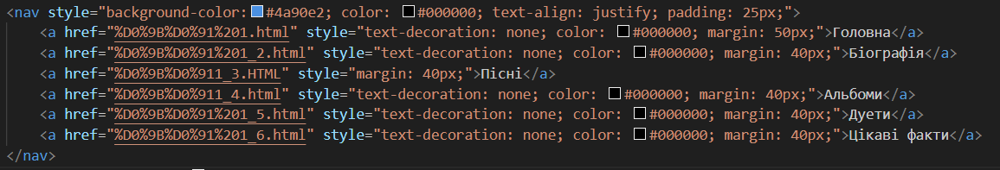 <nav style="background-color: #4a90e2; color: #000000; text-align: justify; padding: 25px;">
<a href="%D0%9B%D0%91%201.html" style="text-decoration: none; color: #000000; margin: 50px;">Головна</a>
<a href="%D0%9B%D0%91%201_2.html" style="text-decoration: none; color: #000000; margin: 40px;">Біографія</a>
<a href="%D0%9B%D0%911_3.HTML" style="margin: 40px;">Пісні</a>
<a href="%D0%9B%D0%911_4.html" style="text-decoration: none; color: #000000; margin: 40px;">Альбоми</a>
<a href="%D0%9B%D0%91%201_5.html" style="text-decoration: none; color: #000000; margin: 40px;">Дуети</a>
<a href="%D0%9B%D0%91%201_6.html" style="text-decoration: none; color: #000000; margin: 40px;">Цікаві факти</a>
</nav>